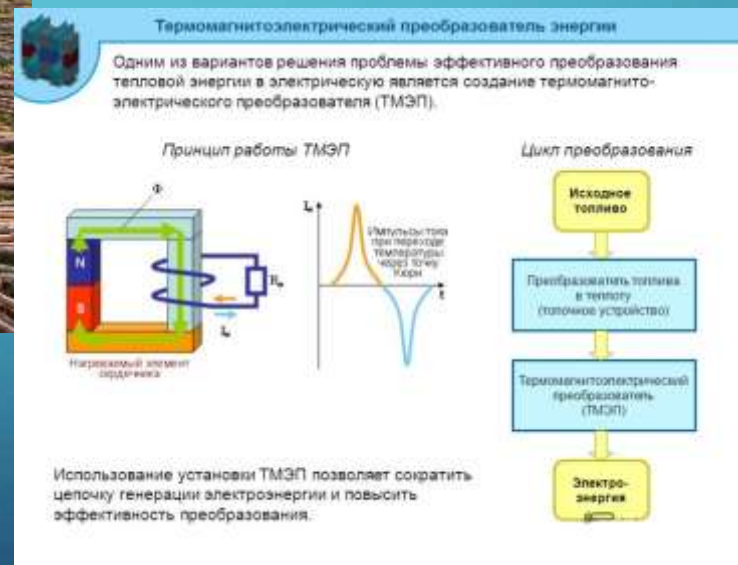 Термомагнитоэлектрический преобразователь энергии
Одним из вариантов решения проблемы эффективного преобразования
тепловой энергии в электрическую является создание термомагнито-
электрического преобразователя (ТМЭП).
Принцип работы ТМЭП
Цикл преобразования
Ф
N
S
Нагреваемый элемент
сердечника
Импульсы тока
при переходе
температуры
через точку
Кюри
t
Исходное
топливо
Преобразователь топлива
в теплоту
(топочное устройство)
Термомагнитоэлектрический
преобразователь
(ТМЭП)
Электро-
энергия
Использование установки ТМЭП позволяет сократить
цепочку генерации электроэнергии и повысить
эффективность преобразования.